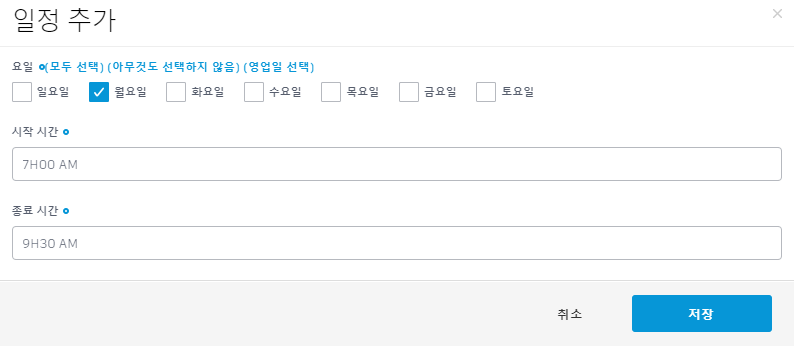 일정 추가
요일 (모두 선택) (아무것도 선택하지 않음) (영업일 선택)
일요일 월요일 화요일 수요일 목요일 금요일 토요일
시작 시간
7H00 AM
종료 시간
9H30 AM
취소 저장